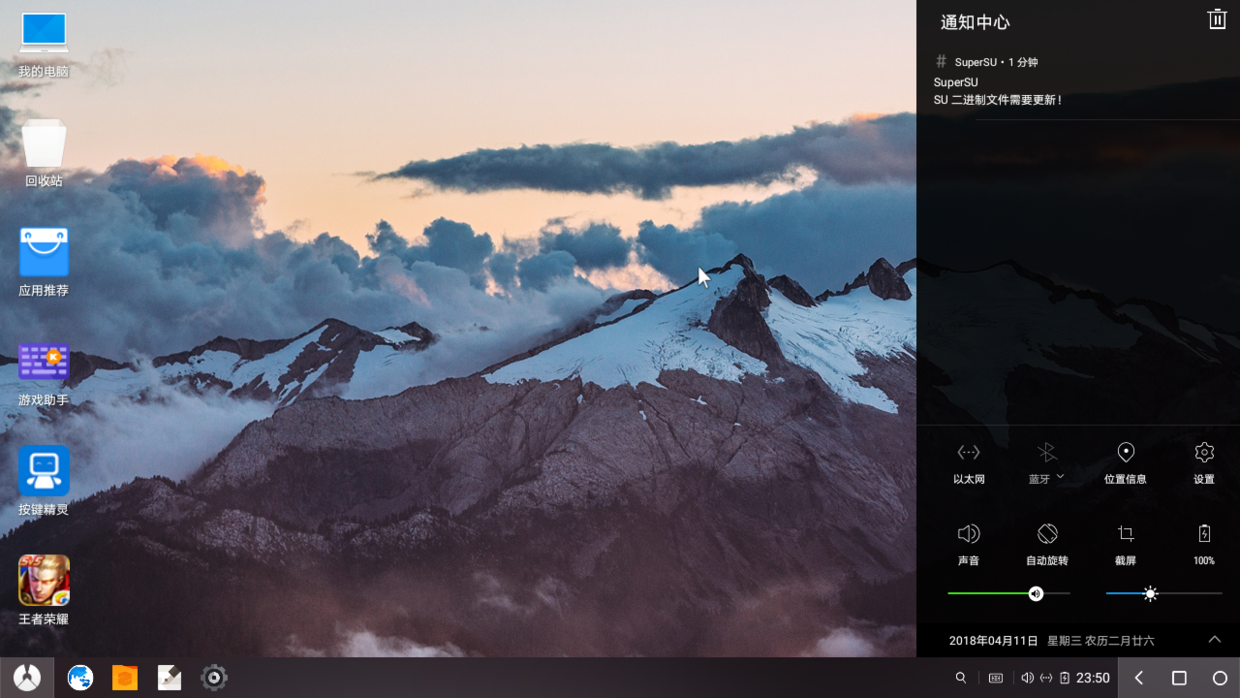 我的电脑
回收站
应用推荐
游戏助手
按键精灵
王者荣耀
通知中心
# SuperSU • 1 分钟
SuperSU
SU 二进制文件需要更新！
以太网
蓝牙
位置信息
设置
声音
自动旋转
截屏
100%
2018年04月11日 星期三 农历二月廿六
23:50